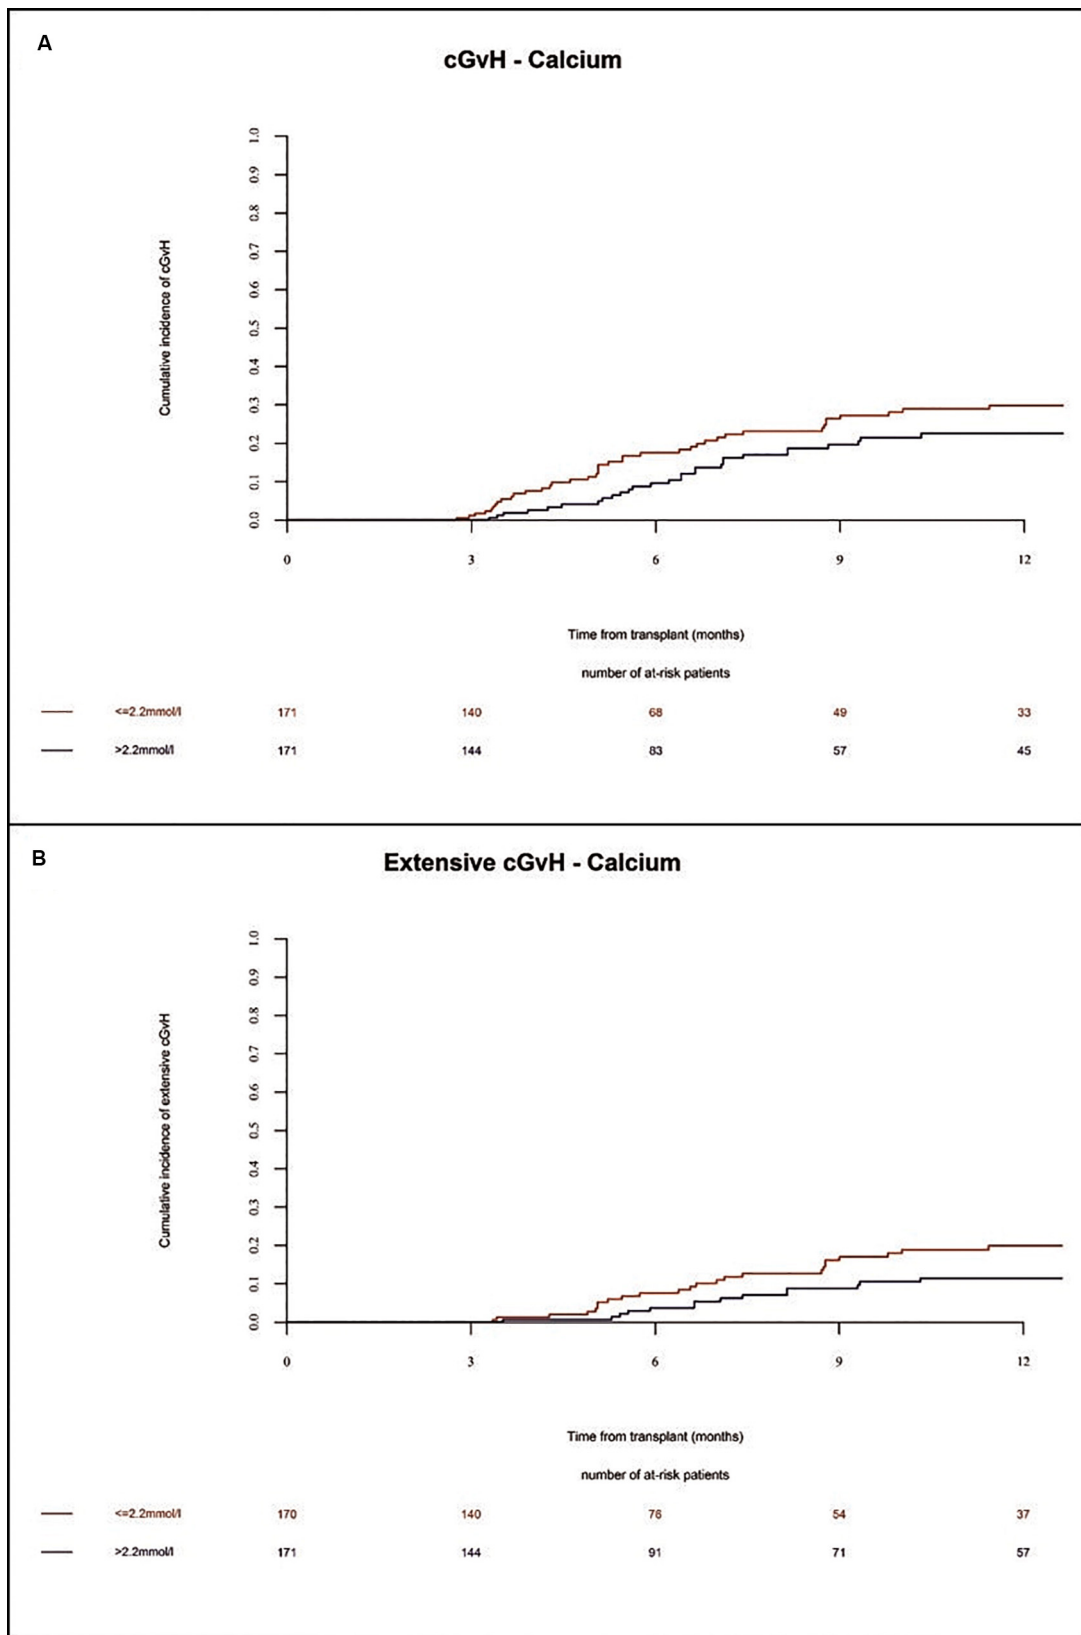 A
cGvH - Calcium
Cumulative incidence of cGvH
1.0
0.9
0.8
0.7
0.6
0.5
0.4
0.3
0.2
0.1
0.0
0 3 6 9 12
Time from transplant (months)
number of at-risk patients
<=2.2mmol/l 171 140 68 49 33
>2.2mmol/l 171 144 83 57 45
B
Extensive cGvH - Calcium
Cumulative incidence of extensive cGvH
1.0
0.9
0.8
0.7
0.6
0.5
0.4
0.3
0.2
0.1
0.0
0 3 6 9 12
Time from transplant (months)
number of at-risk patients
<=2.2mmol/l 170 140 76 54 37
>2.2mmol/l 171 144 91 71 57